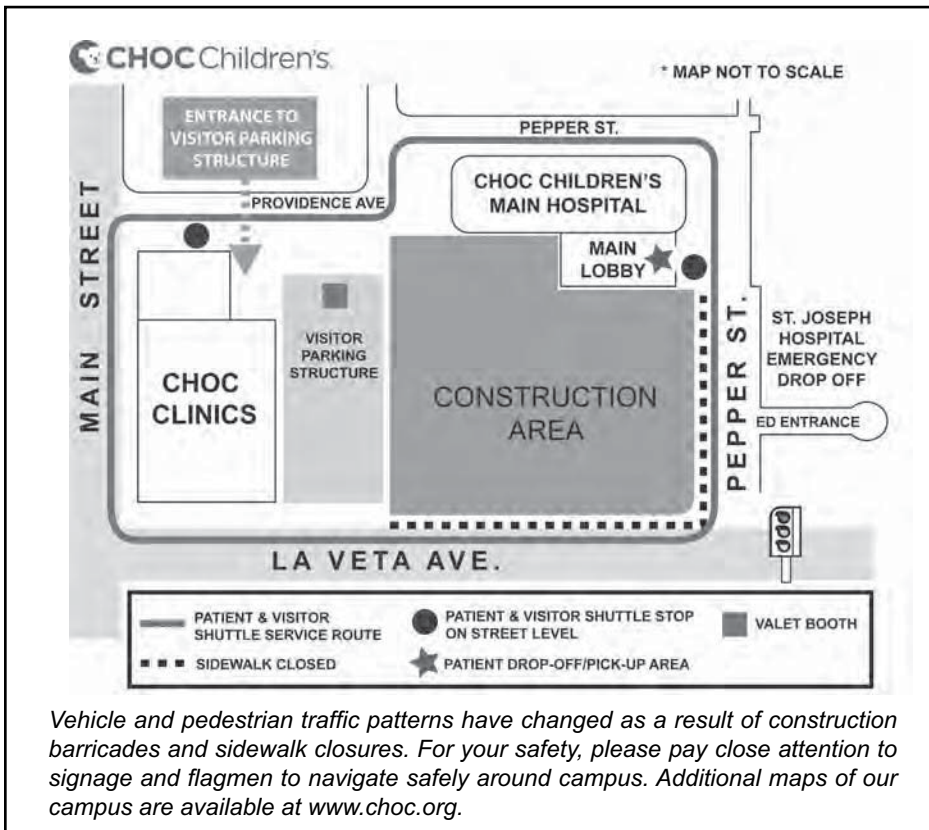 CHOC Children's
* MAP NOT TO SCALE
ENTRANCE TO
VISITOR PARKING
STRUCTURE
PEPPER ST.
MAIN STREET
PROVIDENCE AVE
CHOC CHILDREN'S
MAIN HOSPITAL
MAIN
LOBBY
VISITOR
PARKING
STRUCTURE
CHOC
CLINICS
CONSTRUCTION
AREA
PEPPER ST.
ST. JOSEPH
HOSPITAL
EMERGENCY
DROP OFF
ED ENTRANCE
LA VETA AVE.
PATIENT & VISITOR
SHUTTLE SERVICE ROUTE
PATIENT & VISITOR SHUTTLE STOP
ON STREET LEVEL
VALET BOOTH
SIDEWALK CLOSED
PATIENT DROP-OFF/PICK-UP AREA
Vehicle and pedestrian traffic patterns have changed as a result of construction
barricades and sidewalk closures. For your safety, please pay close attention to
signage and flagmen to navigate safely around campus. Additional maps of our
campus are available at www.choc.org.